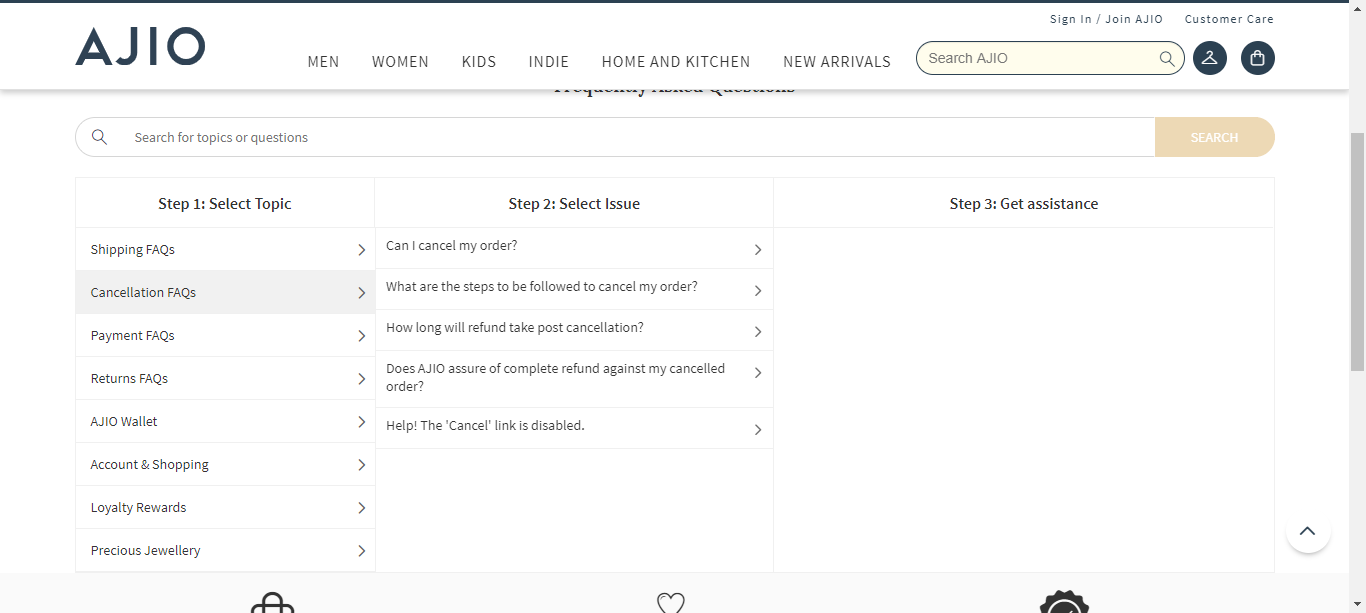 Sign In / Join AJIO Customer Care
AJIO
MEN WOMEN KIDS INDIE HOME AND KITCHEN NEW ARRIVALS
Search AJIO
Frequently Asked Questions
Search for topics or questions
SEARCH
Step 1: Select Topic
Step 2: Select Issue
Step 3: Get assistance
Shipping FAQs
Cancellation FAQs
Payment FAQs
Returns FAQs
AJIO Wallet
Account & Shopping
Loyalty Rewards
Precious Jewellery
Can I cancel my order?
What are the steps to be followed to cancel my order?
How long will refund take post cancellation?
Does AJIO assure of complete refund against my cancelled
order?
Help! The 'Cancel' link is disabled.